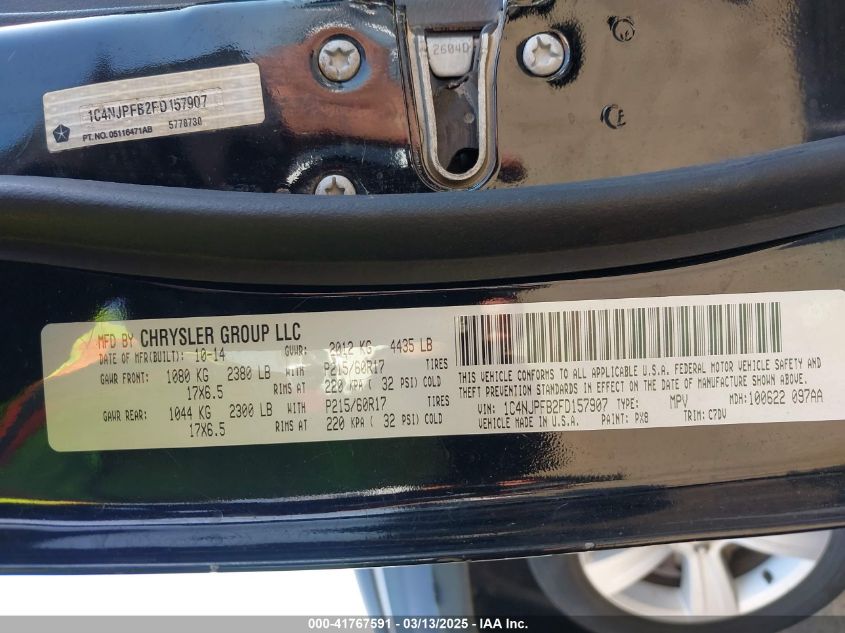 2604D
1C4NJPFB2FD157907
PT. NO. 05116471AB 5778730
CE
MFD BY CHRYSLER GROUP LLC
DATE OF MFR(BUILT): 10-14 GVWR: 2012 KG 4435 LB
GAWR FRONT: 1080 KG 2380 LB WITH P215/60R17 TIRES
17X6.5 RIMS AT 220 KPA ( 32 PSI) COLD
GAWR REAR: 1044 KG 2300 LB WITH P215/60R17 TIRES
17X6.5 RIMS AT 220 KPA ( 32 PSI) COLD
THIS VEHICLE CONFORMS TO ALL APPLICABLE U.S.A. FEDERAL MOTOR VEHICLE SAFETY AND
THEFT PREVENTION STANDARDS IN EFFECT ON THE DATE OF MANUFACTURE SHOWN ABOVE.
VIN: 1C4NJPFB2FD157907 TYPE: MPV MDH: 100622 097AA
VEHICLE MADE IN U.S.A. PAINT: PX8 TRIM: C7DV
000-41767591 - 03/13/2025 - IAA Inc.